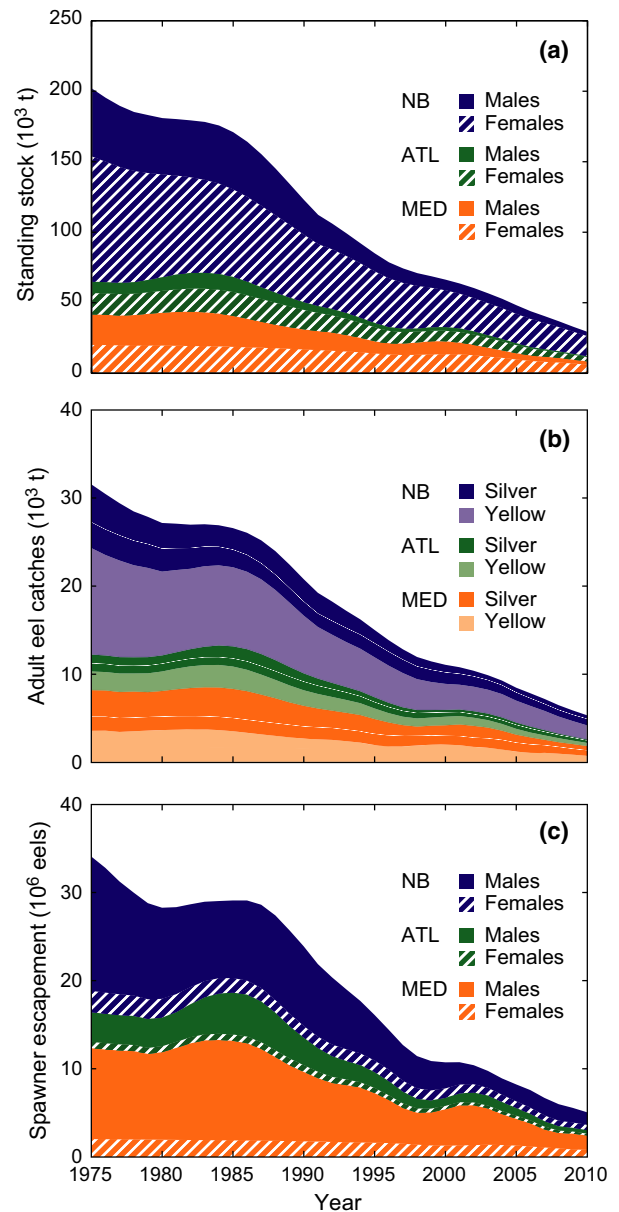 250
200
150
100
50
0
Standing stock (10³ t)
(a)
NB Males
Females
ATL Males
Females
MED Males
Females
40
30
20
10
0
Adult eel catches (10³ t)
(b)
NB Silver
Yellow
ATL Silver
Yellow
MED Silver
Yellow
40
30
20
10
0
Spawner escapement (10⁶ eels)
(c)
NB Males
Females
ATL Males
Females
MED Males
Females
1975 1980 1985 1990 1995 2000 2005 2010
Year